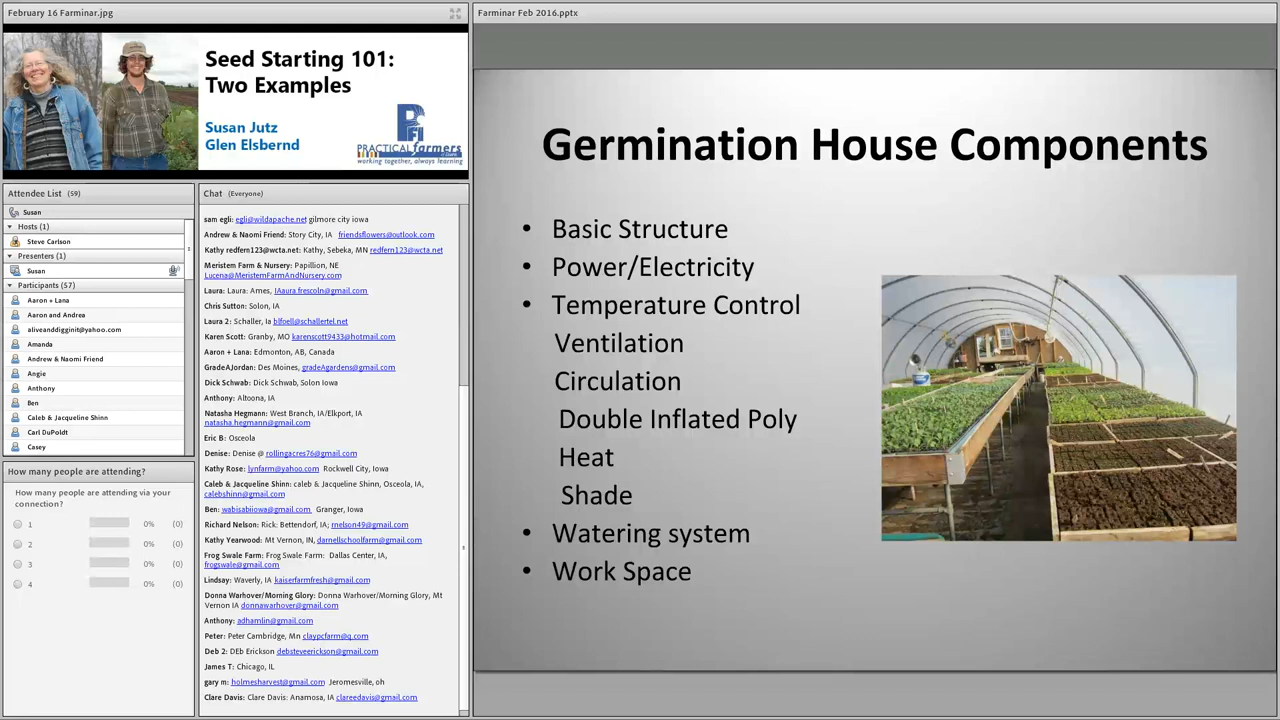 February 16 Farminar.jpg
Seed Starting 101:
Two Examples
Susan Jutz
Glen Elsbernd
PRACTICAL farmers
working together, always learning
Attendee List (59)
Susan
Hosts (1)
Steve Carlson
Presenters (1)
Susan
Participants (57)
Aaron + Lana
Aaron and Andrea
aliveanddigginit@yahoo.com
Amanda
Andrew & Naomi Friend
Angie
Anthony
Ben
Caleb & Jacqueline Shinn
Carl DuPoldt
Casey
How many people are attending?
How many people are attending via your
connection?
1 0% (0)
2 0% (0)
3 0% (0)
4 0% (0)
Chat (Everyone)
sam egli: egli@wildapache.net gilmore city iowa
Andrew & Naomi Friend: Story City, IA friendsflowers@outlook.com
Kathy redfern123@wcta.net: Kathy, Sebeka, MN redfern123@wcta.net
Meristem Farm & Nursery: Papillion, NE
Lucena@MeristemFarmAndNursery.com
Laura: Laura: Ames, IAaura.frescoln@gmail.com
Chris Sutton: Solon, IA
Laura 2: Schaller, Ia blfoell@schallertel.net
Karen Scott: Granby, MO karenscott9433@hotmail.com
Aaron + Lana: Edmonton, AB, Canada
GradeAJordan: Des Moines, gradeAgardens@gmail.com
Dick Schwab: Dick Schwab, Solon Iowa
Anthony: Altoona, IA
Natasha Hegmann: West Branch, IA/Elkport, IA
natasha.hegmann@gmail.com
Eric B: Osceola
Denise: Denise @ rollingacres76@gmail.com
Kathy Rose: lynfarm@yahoo.com Rockwell City, Iowa
Caleb & Jacqueline Shinn: caleb & Jacqueline Shinn, Osceola, IA,
calebshinn@gmail.com
Ben: wabisabiiowa@gmail.com Granger, Iowa
Richard Nelson: Rick: Bettendorf, IA; rnelson49@gmail.com
Kathy Yearwood: Mt Vernon, IN, darnellschoolfarm@gmail.com
Frog Swale Farm: Frog Swale Farm: Dallas Center, IA,
frogswale@gmail.com
Lindsay: Waverly, IA kaiserfarmfresh@gmail.com
Donna Warhover/Morning Glory: Donna Warhover/Morning Glory, Mt
Vernon IA donnawarhover@gmail.com
Anthony: adhamlin@gmail.com
Peter: Peter Cambridge, Mn claypcfarm@q.com
Deb 2: DEb Erickson debsteveerickson@gmail.com
James T: Chicago, IL
gary m: holmesharvest@gmail.com Jeromesville, oh
Clare Davis: Clare Davis: Anamosa, IA clareedavis@gmail.com
Farminar Feb 2016.pptx
Germination House Components
• Basic Structure
• Power/Electricity
• Temperature Control
Ventilation
Circulation
Double Inflated Poly
Heat
Shade
• Watering system
• Work Space